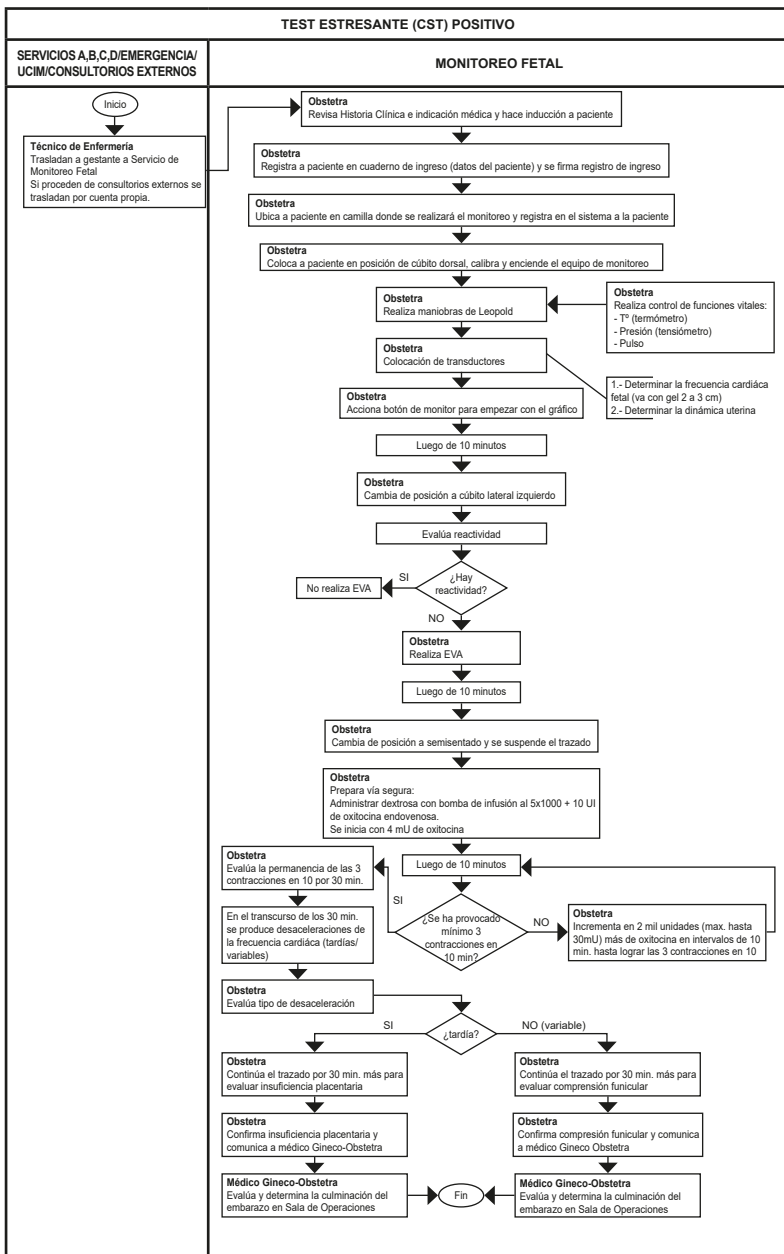 TEST ESTRESANTE (CST) POSITIVO
SERVICIOS A,B,C,D/EMERGENCIA/
UCIM/CONSULTORIOS EXTERNOS
MONITOREO FETAL
Inicio
Técnico de Enfermería
Trasladan a gestante a Servicio de
Monitoreo Fetal
Si proceden de consultorios externos se
trasladan por cuenta propia.
Obstetra
Revisa Historia Clínica e indicación médica y hace inducción a paciente
Obstetra
Registra a paciente en cuaderno de ingreso (datos del paciente) y se firma registro de ingreso
Obstetra
Ubica a paciente en camilla donde se realizará el monitoreo y registra en el sistema a la paciente
Obstetra
Coloca a paciente en posición de cúbito dorsal, calibra y enciende el equipo de monitoreo
Obstetra
Realiza maniobras de Leopold
Obstetra
Realiza control de funciones vitales:
- Tº (termómetro)
- Presión (tensiómetro)
- Pulso
Obstetra
Colocación de transductores
1.- Determinar la frecuencia cardiáca
fetal (va con gel 2 a 3 cm)
2.- Determinar la dinámica uterina
Obstetra
Acciona botón de monitor para empezar con el gráfico
Luego de 10 minutos
Obstetra
Cambia de posición a cúbito lateral izquierdo
Evalúa reactividad
¿Hay
reactividad?
SI
No realiza EVA
NO
Obstetra
Realiza EVA
Luego de 10 minutos
Obstetra
Cambia de posición a semisentado y se suspende el trazado
Obstetra
Prepara vía segura:
Administrar dextrosa con bomba de infusión al 5x1000 + 10 UI
de oxitocina endovenosa.
Se inicia con 4 mU de oxitocina
Luego de 10 minutos
¿Se ha provocado
mínimo 3
contracciones en
10 min?
SI
NO
Obstetra
Incrementa en 2 mil unidades (max. hasta
30mU) más de oxitocina en intervalos de 10
min. hasta lograr las 3 contracciones en 10
Obstetra
Evalúa la permanencia de las 3
contracciones en 10 por 30 min.
En el transcurso de los 30 min.
se produce desaceleraciones de
la frecuencia cardiáca (tardías/
variables)
Obstetra
Evalúa tipo de desaceleración
¿tardía?
SI
NO (variable)
Obstetra
Continúa el trazado por 30 min. más para
evaluar insuficiencia placentaria
Obstetra
Continúa el trazado por 30 min. más para
evaluar comprensión funicular
Obstetra
Confirma insuficiencia placentaria y
comunica a médico Gineco-Obstetra
Obstetra
Confirma compresión funicular y comunica
a médico Gineco Obstetra
Médico Gineco-Obstetra
Evalúa y determina la culminación del
embarazo en Sala de Operaciones
Fin
Médico Gineco-Obstetra
Evalúa y determina la culminación del
embarazo en Sala de Operaciones